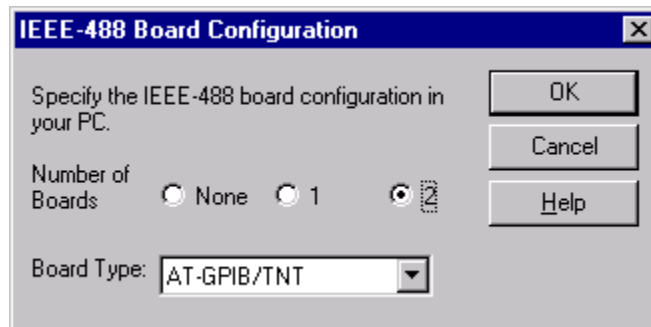 IEEE-488 Board Configuration
Specify the IEEE-488 board configuration in
your PC.
OK
Cancel
Help
Number of
Boards
None
1
2
Board Type:
AT-GPIB/TNT